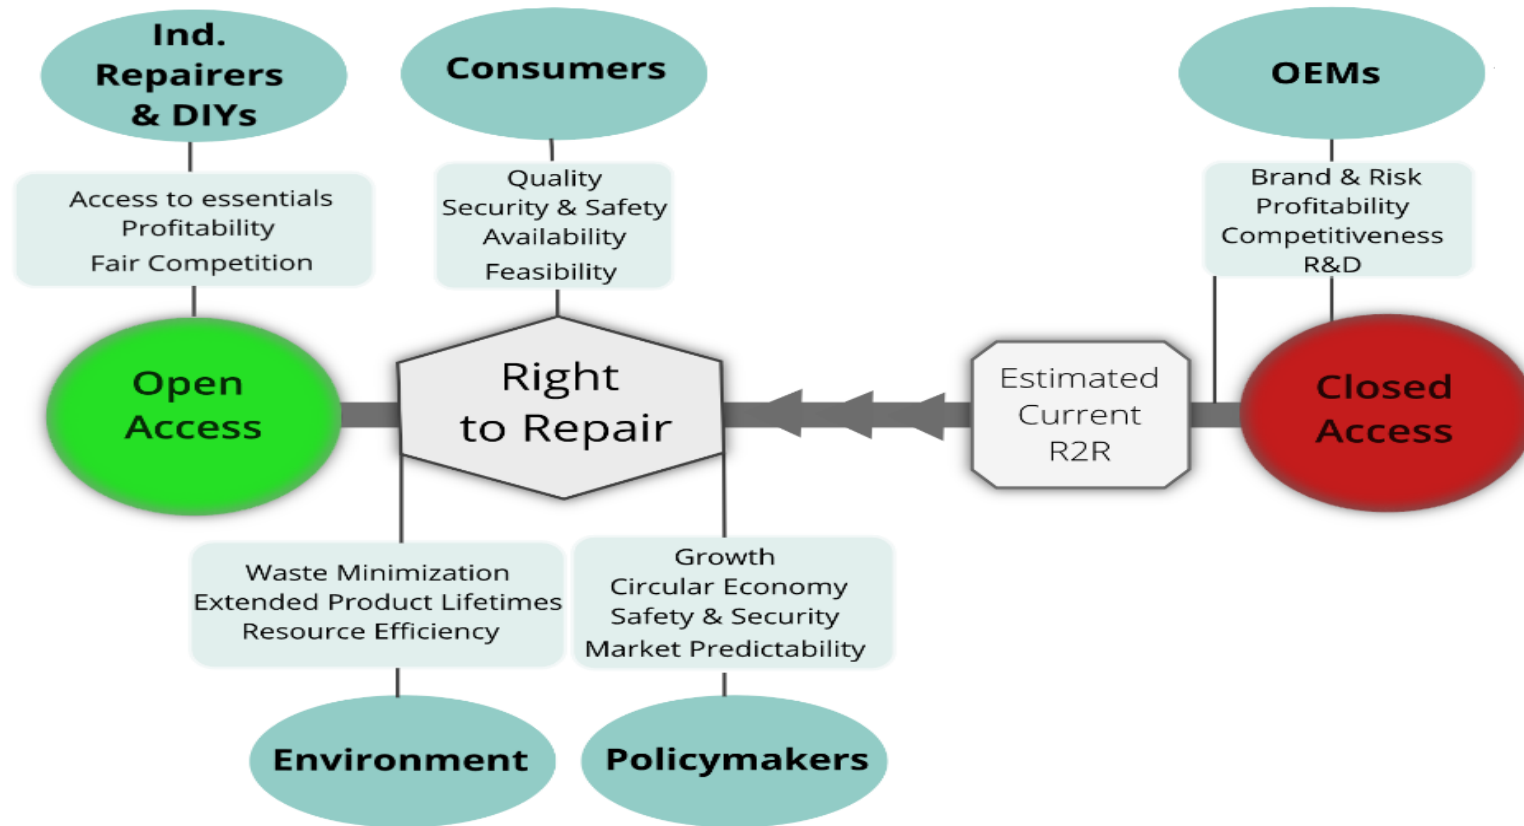 Ind.
Repairers
& DIYs
Consumers
OEMs
Access to essentials
Profitability
Fair Competition
Quality
Security & Safety
Availability
Feasibility
Brand & Risk
Profitability
Competitiveness
R&D
Open
Access
Right
to Repair
Estimated
Current
R2R
Closed
Access
Waste Minimization
Extended Product Lifetimes
Resource Efficiency
Growth
Circular Economy
Safety & Security
Market Predictability
Environment
Policymakers